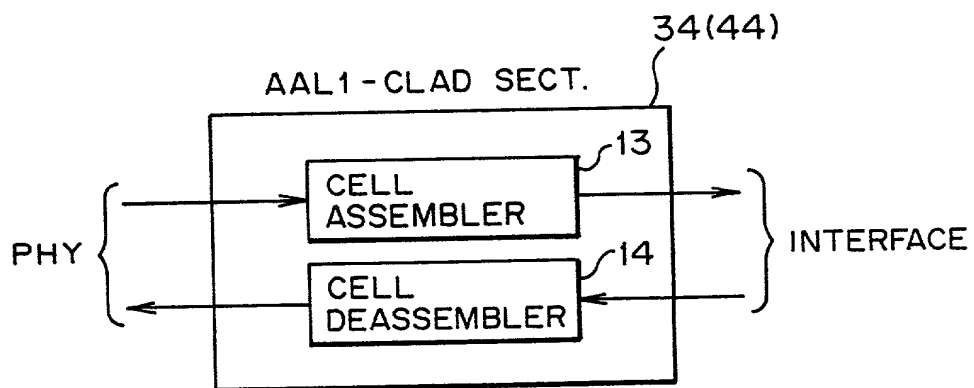 34(44)
AAL1-CLAD SECT.
13
CELL
ASSEMBLER
PHY
INTERFACE
14
CELL
DEASSEMBLER